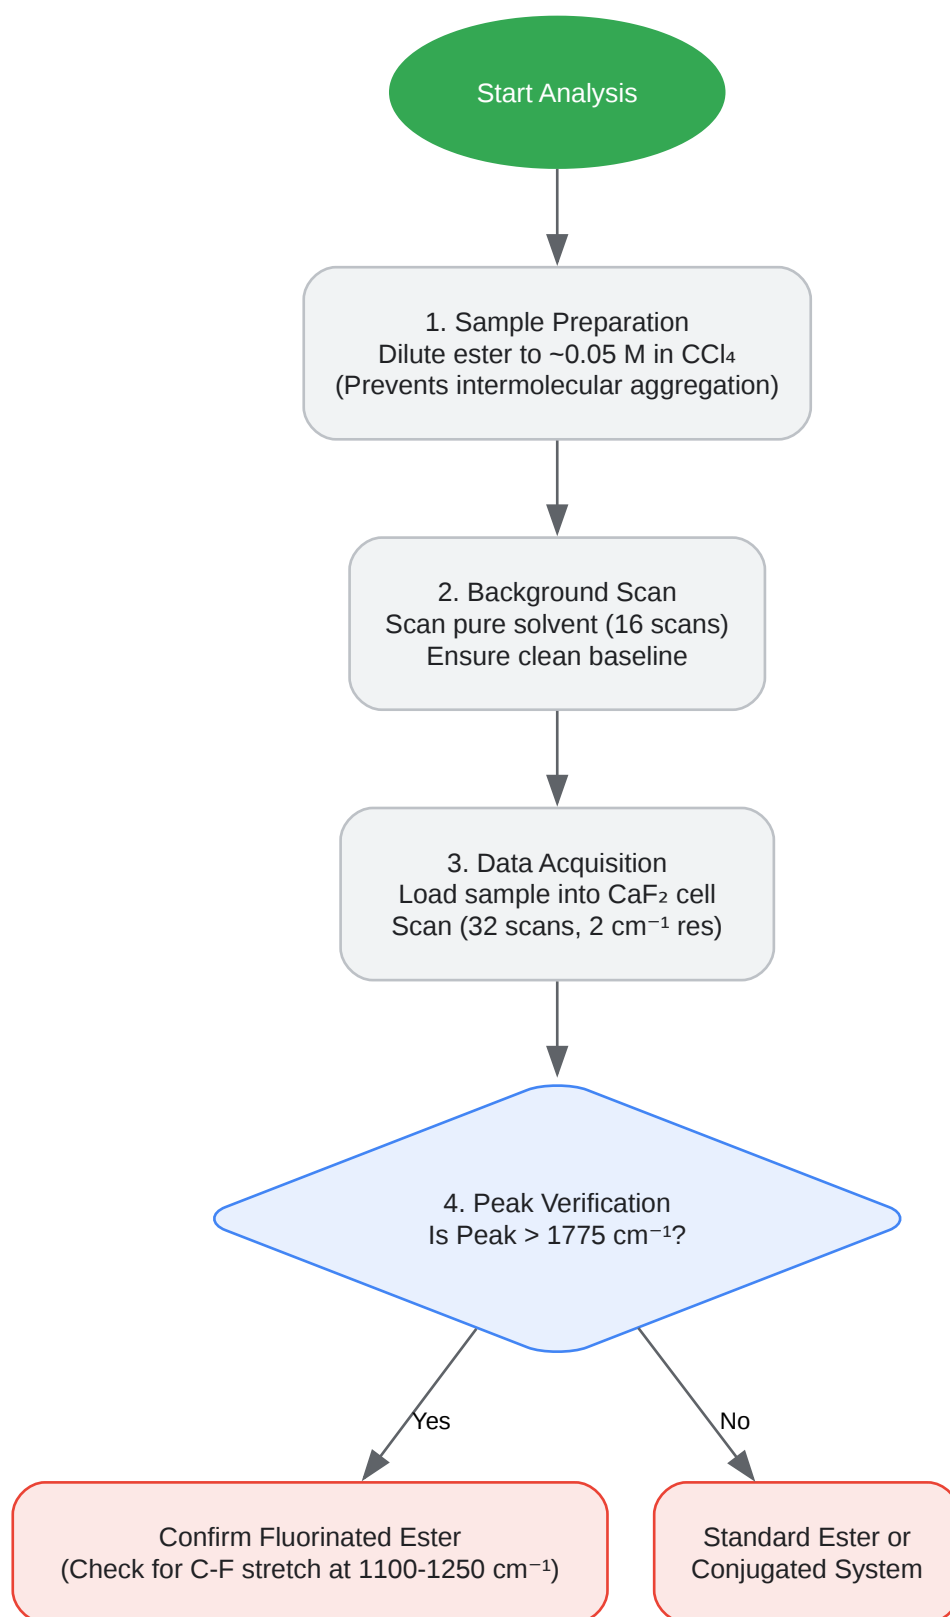 Start Analysis
1. Sample Preparation
Dilute ester to ~0.05 M in CCl₄
(Prevents intermolecular aggregation)
2. Background Scan
Scan pure solvent (16 scans)
Ensure clean baseline
3. Data Acquisition
Load sample into CaF₂ cell
Scan (32 scans, 2 cm⁻¹ res)
4. Peak Verification
Is Peak > 1775 cm⁻¹?
Yes
No
Confirm Fluorinated Ester
(Check for C-F stretch at 1100-1250 cm⁻¹)
Standard Ester or
Conjugated System